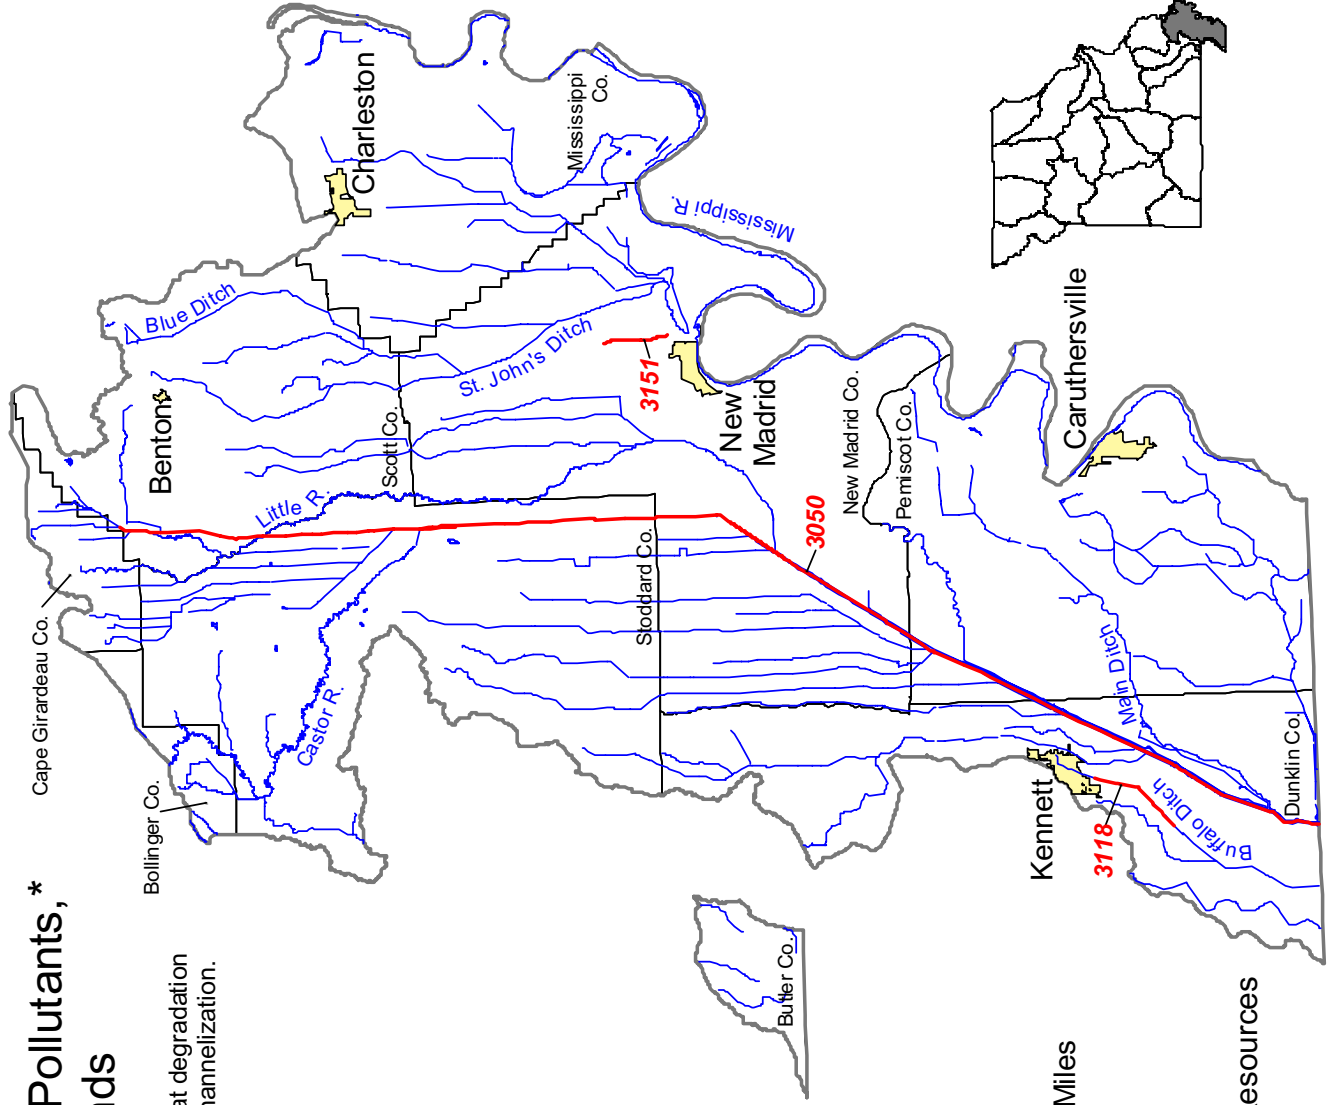 Pollutants,*
nds
at degradation
hannelization.
Cape Girardeau Co.
Bollinger Co.
Benton
Blue Ditch
Charleston
Mississippi
Co.
Mississippi R.
Little R.
Scott Co.
St. John's Ditch
Castor R.
3151
New
Madrid
Stoddard Co.
3050
New Madrid Co.
Pemiscot Co.
Caruthersville
Main Ditch
Kennett
3118
Buffalo Ditch
Dunklin Co.
Butler Co.
Miles
esources